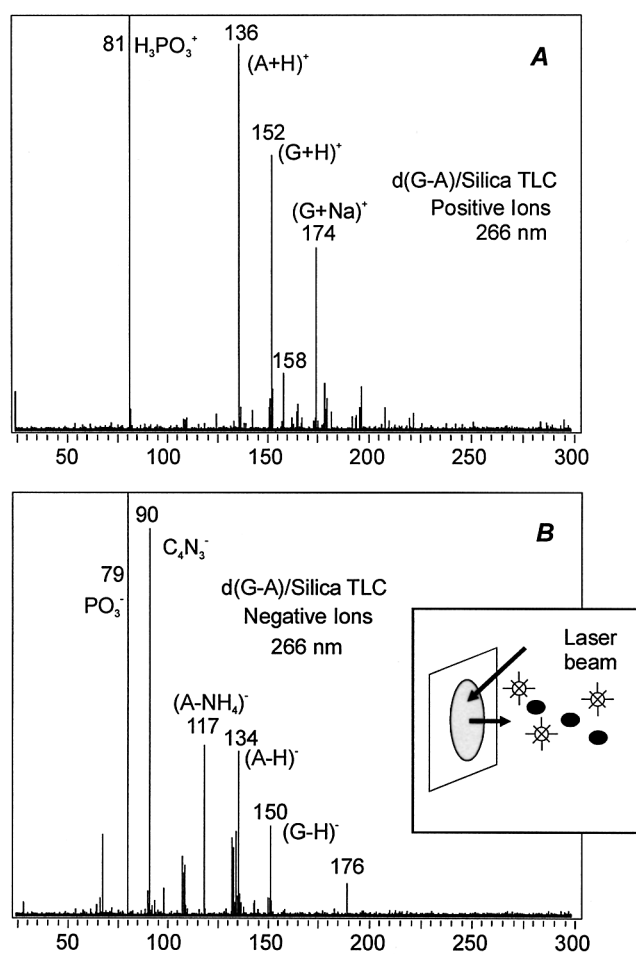 136
81 H₃PO₃⁺
(A+H)⁺
A
152
(G+H)⁺
d(G-A)/Silica TLC
Positive Ions
266 nm
(G+Na)⁺
174
158
50 100 150 200 250 300
90
C₄N₃⁻
B
79
PO₃⁻
d(G-A)/Silica TLC
Negative Ions
266 nm
Laser
beam
(A-NH₄)⁻
117
134
(A-H)⁻
150
(G-H)⁻
176
50 100 150 200 250 300